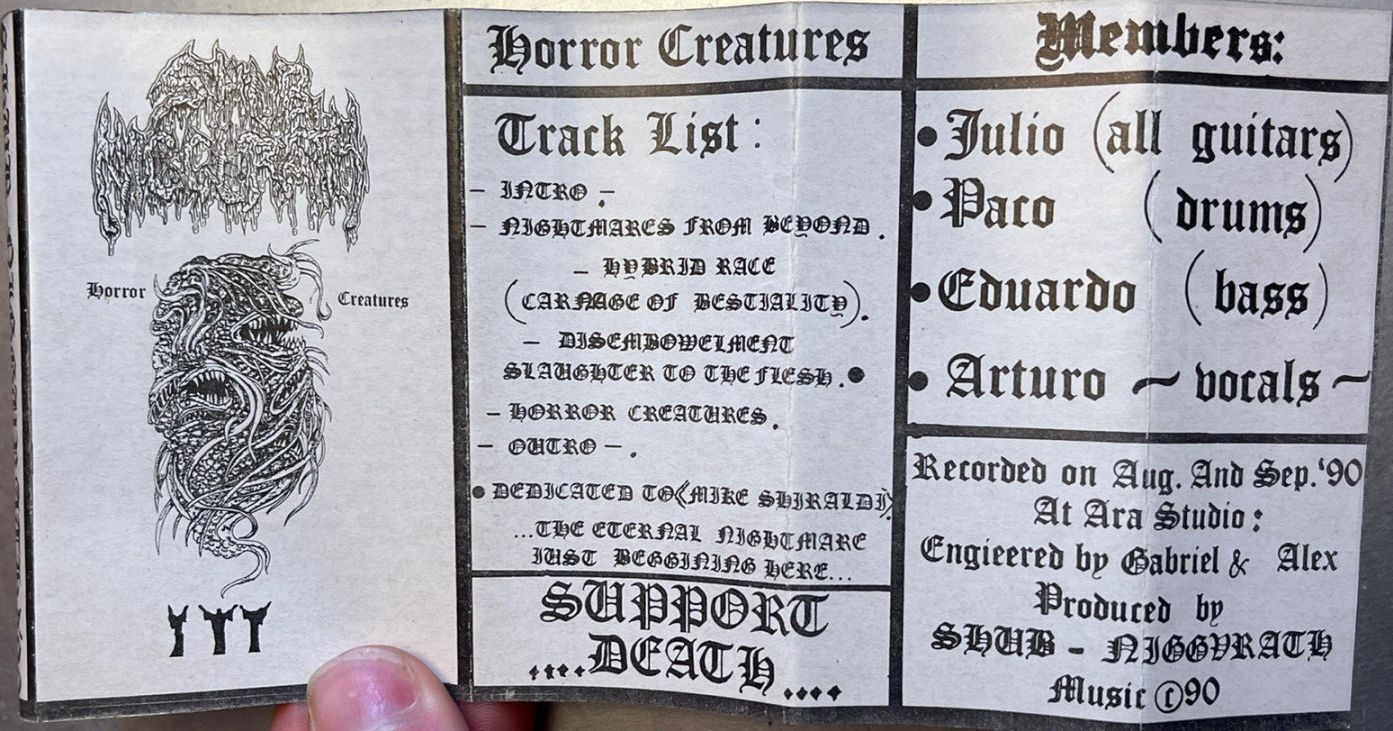 Horror
Creatures
Horror Creatures
Track List :
- INTRO - .
- NIGHTMARES FROM BEYOND .
- HYBRID RACE
(CARNAGE OF BESTIALITY).
- DISEMBOWELMENT
SLAUGHTER TO THE FLESH . ●
- HORROR CREATURES .
- OUTRO - .
● DEDICATED TO《MIKE SHIRALDI》.
...THE ETERNAL NIGHTMARE
JUST BEGGINING HERE...
SUPPORT
....DEATH....
Members:
• Julio (all guitars)
• Paco (drums)
• Eduardo (bass)
• Arturo ~ vocals ~
Recorded on Aug. And Sep. '90
At Ara Studio :
Engieered by Gabriel & Alex
Produced by
SHUB - NIGGVRATH
Music ©90